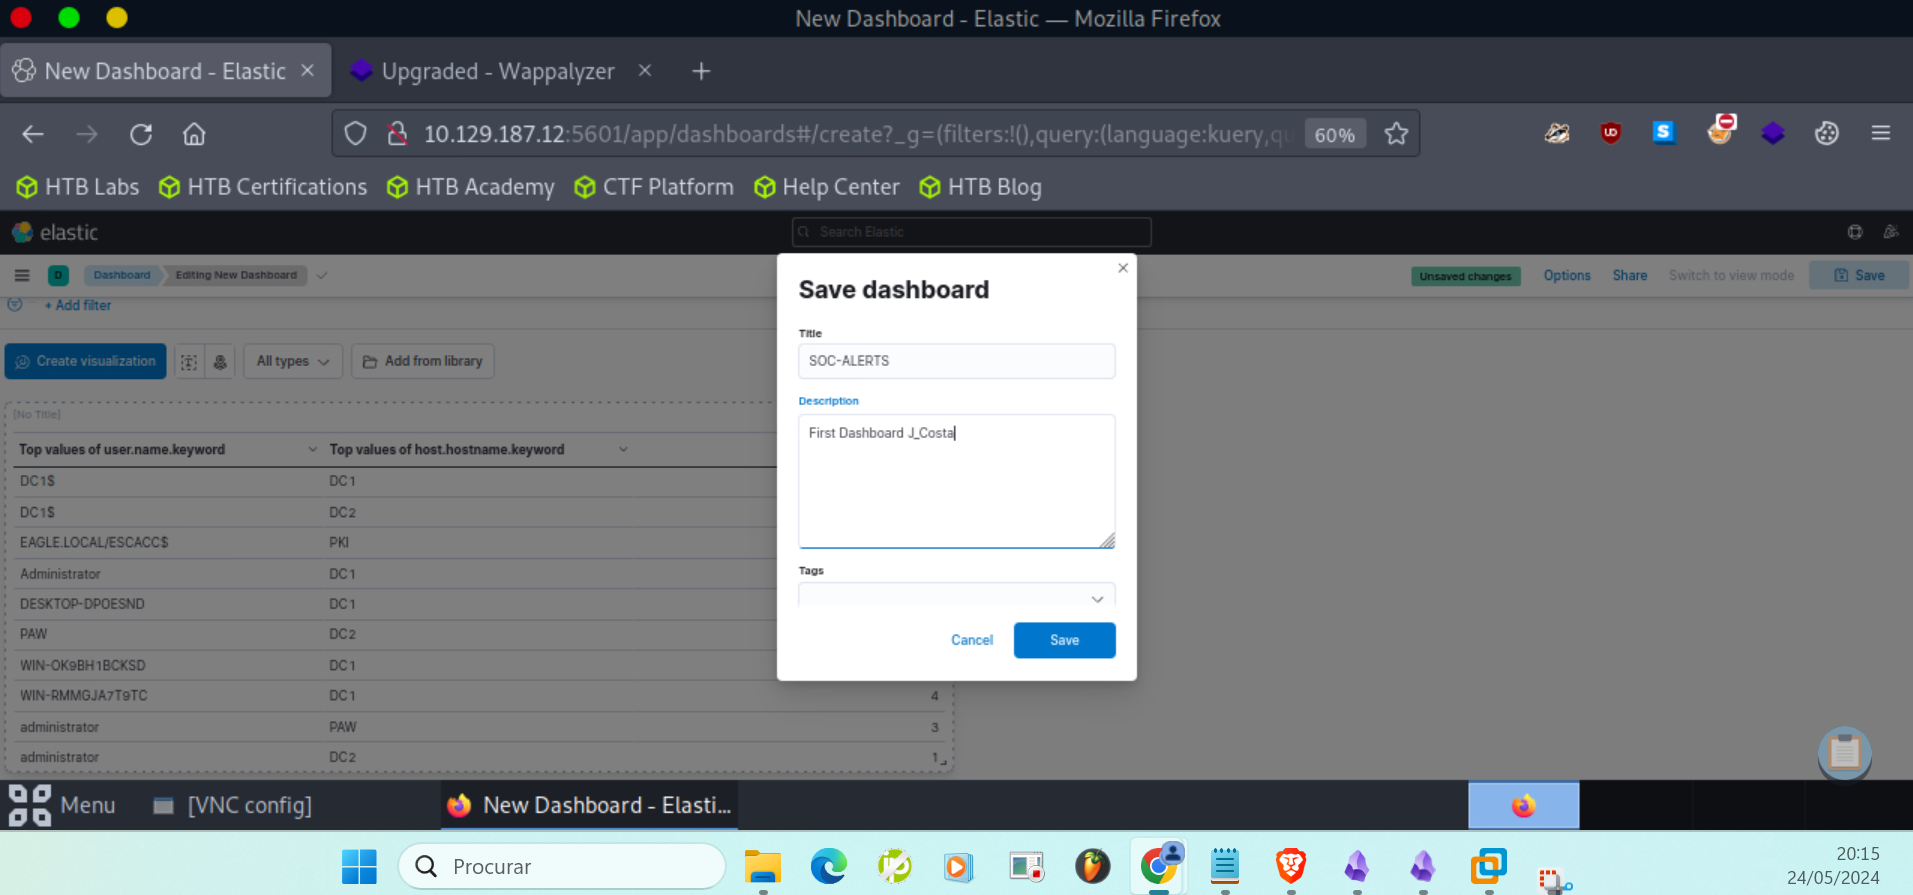 New Dashboard - Elastic — Mozilla Firefox
New Dashboard - Elastic
Upgraded - Wappalyzer
10.129.187.12:5601/app/dashboards#/create?_g=(filters:!(),query:(language:kuery,qu
60%
HTB Labs
HTB Certifications
HTB Academy
CTF Platform
Help Center
HTB Blog
elastic
Search Elastic
D
Dashboard
Editing New Dashboard
Unsaved changes
Options
Share
Switch to view mode
Save
+ Add filter
Create visualization
All types
Add from library
[No Title]
Top values of user.name.keyword
Top values of host.hostname.keyword
DC1$ DC1
DC1$ DC2
EAGLE.LOCAL/ESCACC$ PKI
Administrator DC1
DESKTOP-DPOESND DC1
PAW DC2
WIN-OK9BH1BCKSD DC1
WIN-RMMGJA7T9TC DC1 4
administrator PAW 3
administrator DC2 1
Save dashboard
Title
SOC-ALERTS
Description
First Dashboard J_Costa
Tags
Cancel
Save
Menu
[VNC config]
New Dashboard - Elasti...
Procurar
20:15
24/05/2024